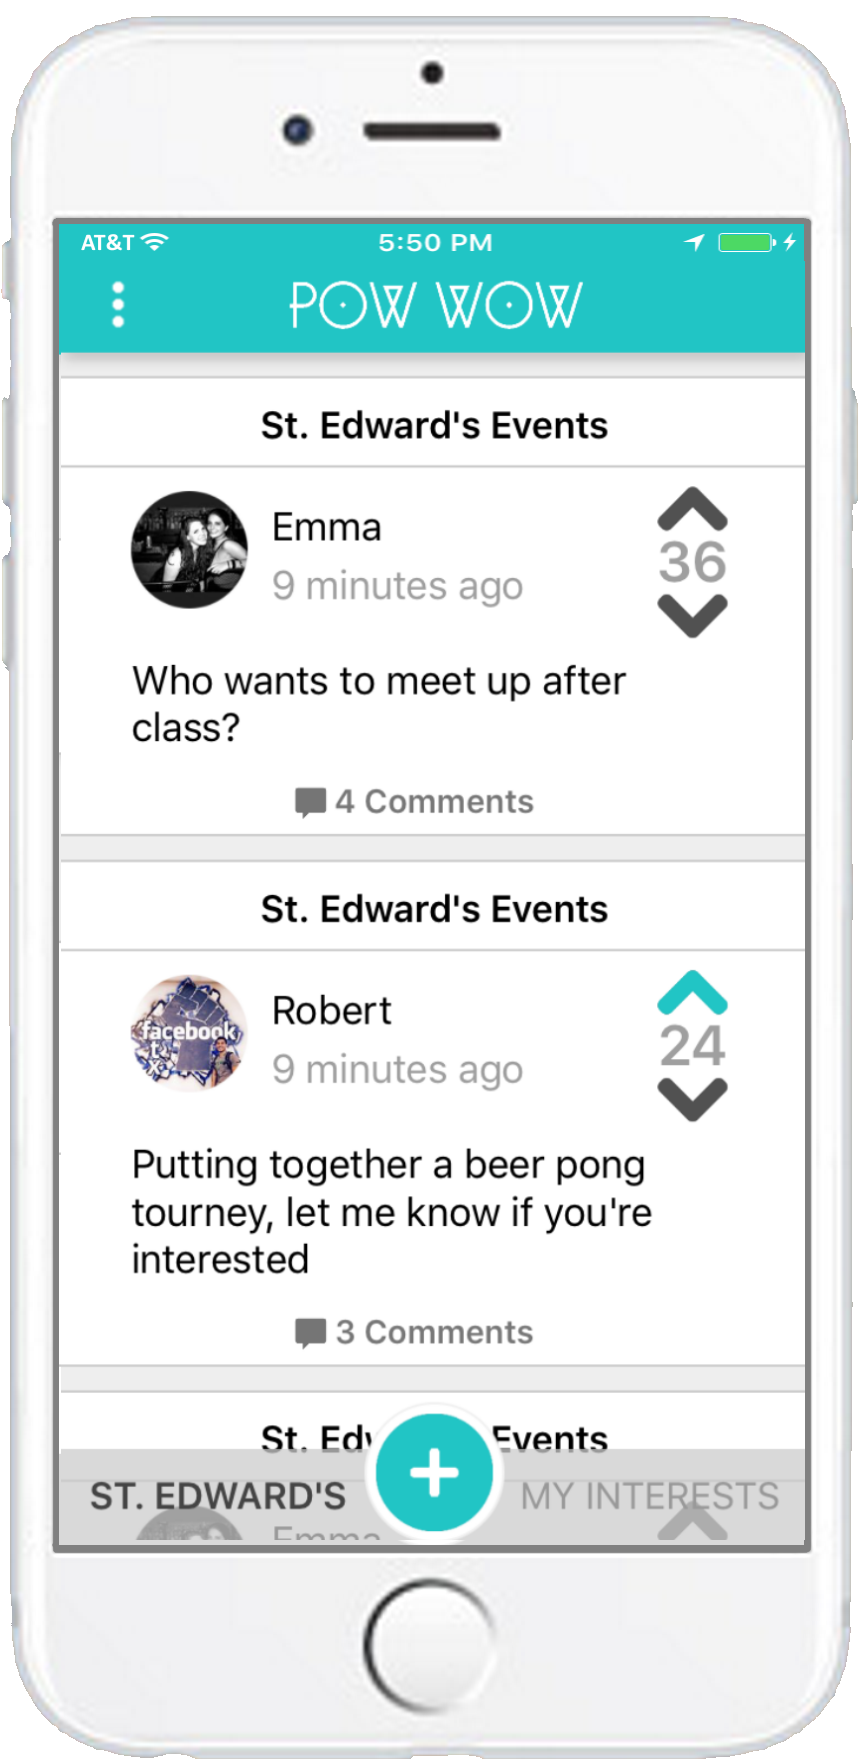 AT&T 5:50 PM
POW WOW
St. Edward's Events
Emma
36
9 minutes ago
Who wants to meet up after
class?
4 Comments
St. Edward's Events
Robert
facebook
24
9 minutes ago
Putting together a beer pong
tourney, let me know if you're
interested
3 Comments
St. Edw Events
ST. EDWARD'S + MY INTERESTS
Emma